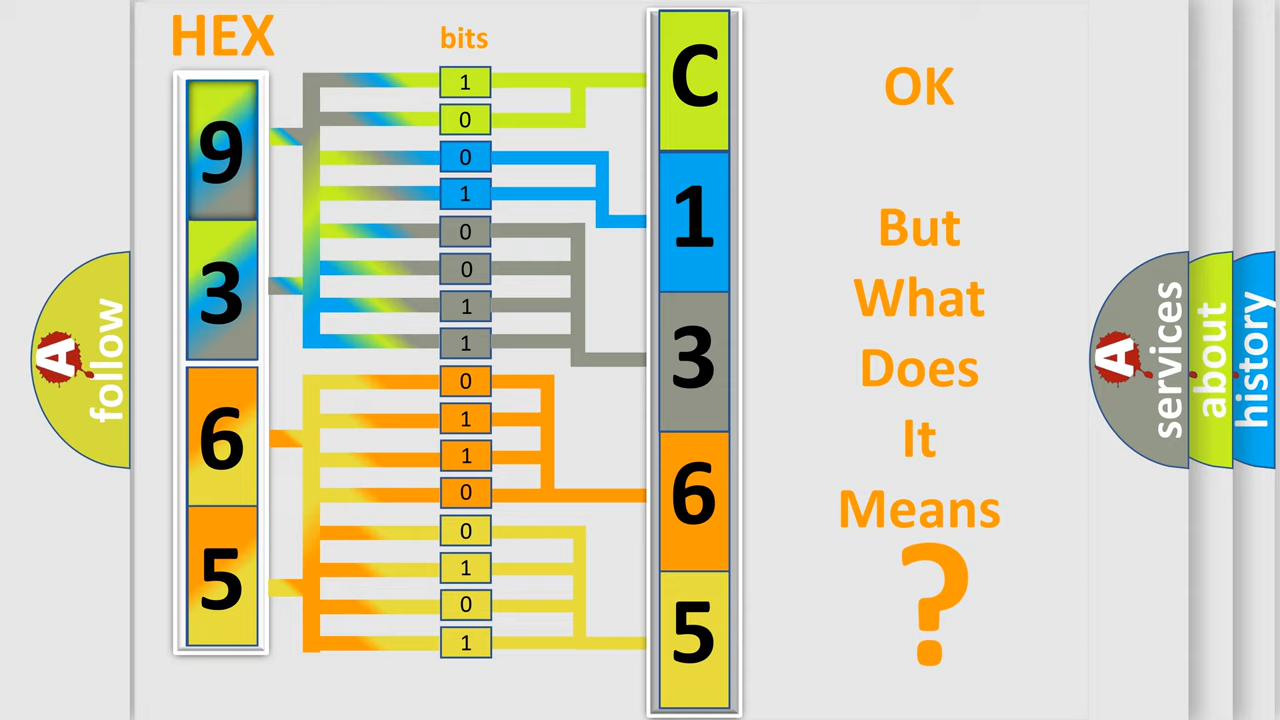 HEX
bits
9
3
6
5
1
0
0
1
0
0
1
1
0
1
1
0
0
1
0
1
C
1
3
6
5
OK
But
What
Does
It
Means
?
A
follow
A
services
about
history